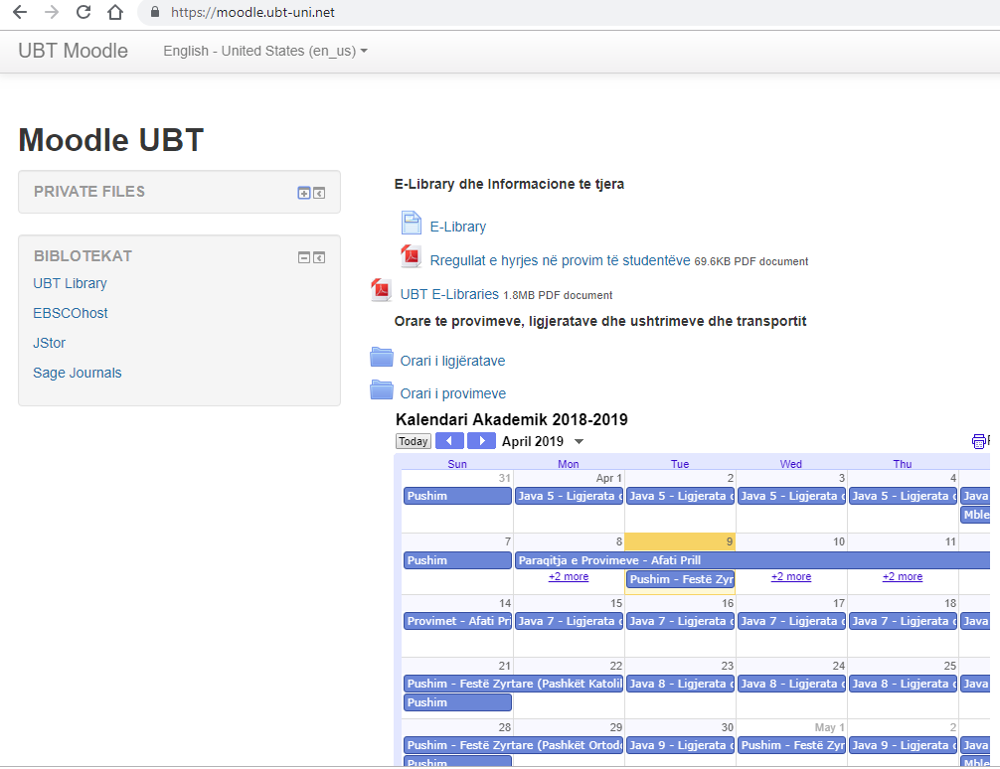 https://moodle.ubt-uni.net
UBT Moodle English - United States (en_us)
Moodle UBT
PRIVATE FILES
BIBLOTEKAT
UBT Library
EBSCOhost
JStor
Sage Journals
E-Library dhe Informacione te tjera
E-Library
Rregullat e hyrjes në provim të studentëve 69.6KB PDF document
UBT E-Libraries 1.8MB PDF document
Orare te provimeve, ligjeratave dhe ushtrimeve dhe transportit
Orari i ligjëratave
Orari i provimeve
Kalendari Akademik 2018-2019
Today April 2019
Sun Mon Tue Wed Thu
31 Apr 1 2 3 4
Pushim Java 5 - Ligjerata Java 5 - Ligjerata Java 5 - Ligjerata Java 5 - Ligjerata Java
Mble
7 8 9 10 11
Pushim Paraqitja e Provimeve - Afati Prill
+2 more Pushim - Festë Zyr +2 more +2 more
14 15 16 17 18
Provimet - Afati Pri Java 7 - Ligjerata Java 7 - Ligjerata Java 7 - Ligjerata Java 7 - Ligjerata Java
21 22 23 24 25
Pushim - Festë Zyrtare (Pashkët Katolil Java 8 - Ligjerata Java 8 - Ligjerata Java 8 - Ligjerata Java
Pushim
28 29 30 May 1 2
Pushim - Festë Zyrtare (Pashkët Ortod Java 9 - Ligjerata Pushim - Festë Zyr Java 9 - Ligjerata Java
Pushim Mble